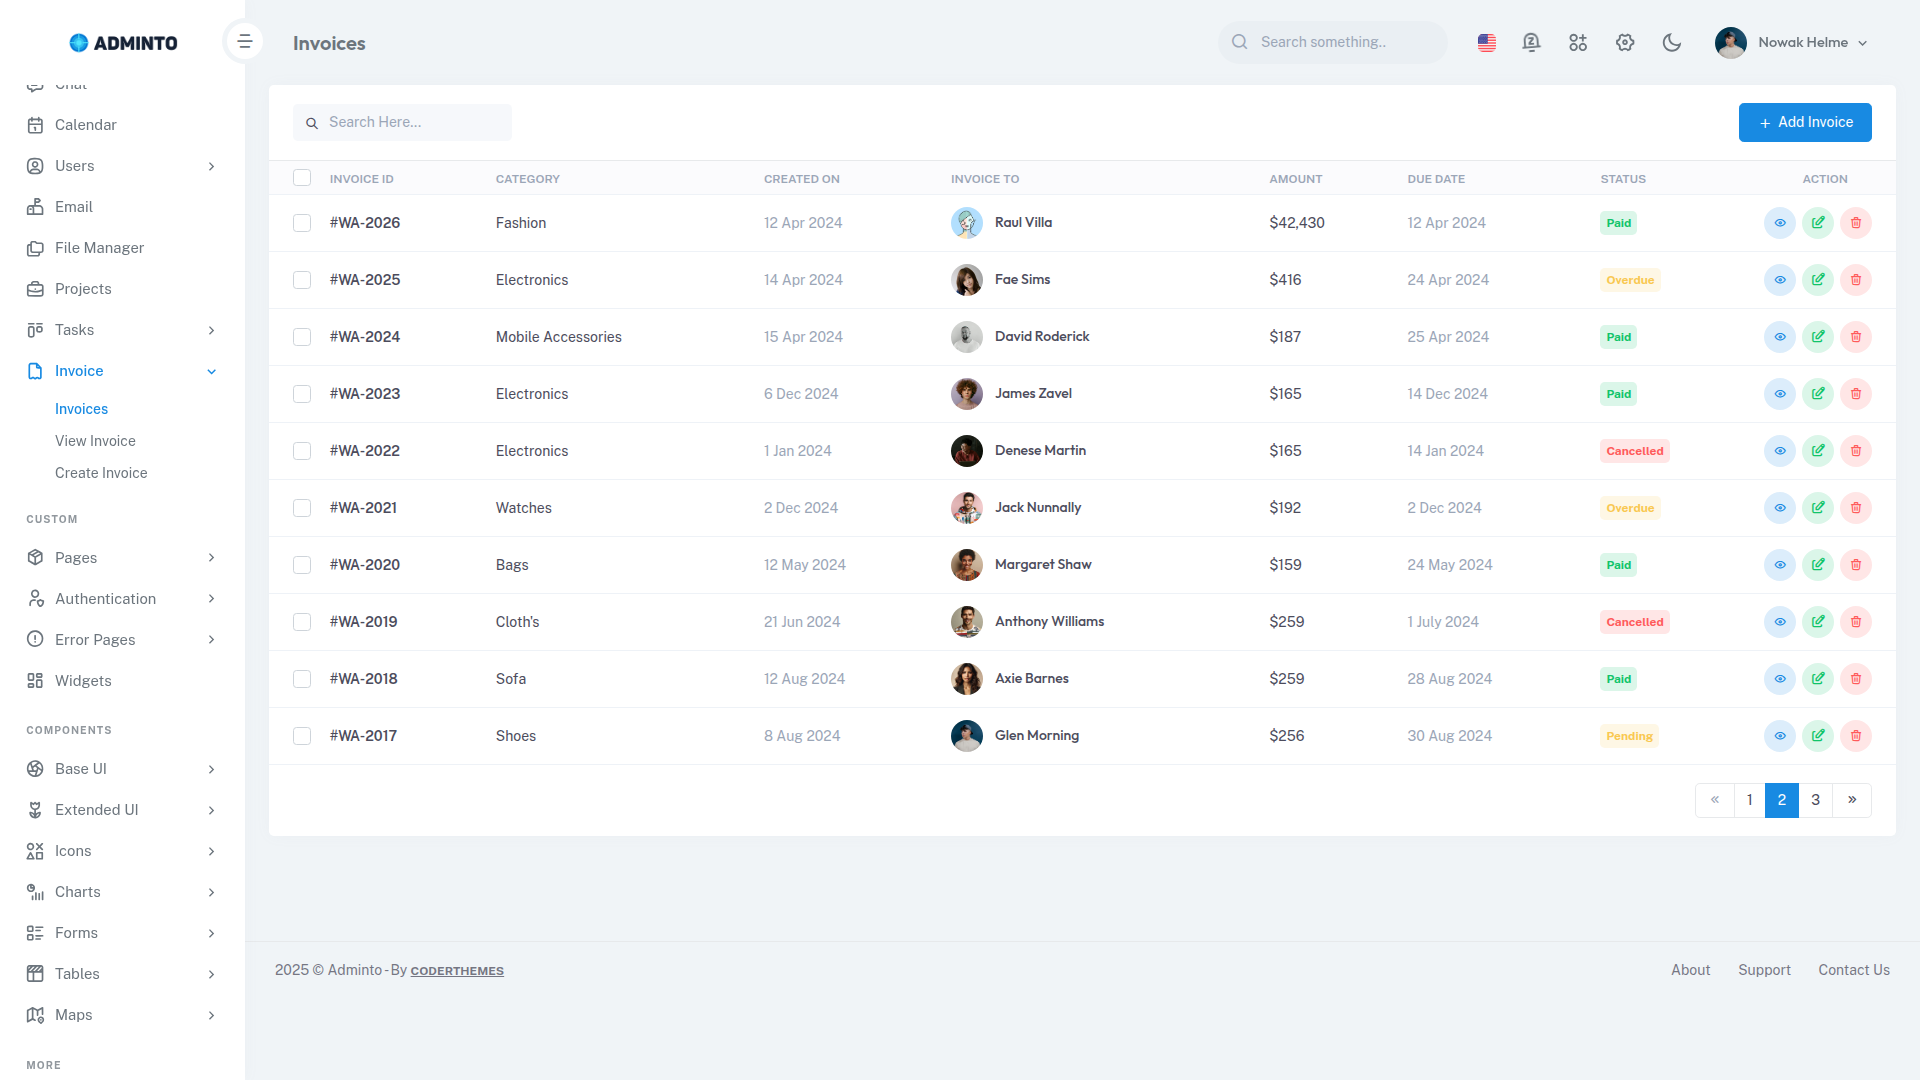 ADMINTO
Invoices
Search something..
Nowak Helme
Chat
Calendar
Users
Email
File Manager
Projects
Tasks
Invoice
Invoices
View Invoice
Create Invoice
CUSTOM
Pages
Authentication
Error Pages
Widgets
COMPONENTS
Base UI
Extended UI
Icons
Charts
Forms
Tables
Maps
MORE
Search Here...
+ Add Invoice
INVOICE ID CATEGORY CREATED ON INVOICE TO AMOUNT DUE DATE STATUS ACTION
#WA-2026 Fashion 12 Apr 2024 Raul Villa $42,430 12 Apr 2024 Paid
#WA-2025 Electronics 14 Apr 2024 Fae Sims $416 24 Apr 2024 Overdue
#WA-2024 Mobile Accessories 15 Apr 2024 David Roderick $187 25 Apr 2024 Paid
#WA-2023 Electronics 6 Dec 2024 James Zavel $165 14 Dec 2024 Paid
#WA-2022 Electronics 1 Jan 2024 Denese Martin $165 14 Jan 2024 Cancelled
#WA-2021 Watches 2 Dec 2024 Jack Nunnally $192 2 Dec 2024 Overdue
#WA-2020 Bags 12 May 2024 Margaret Shaw $159 24 May 2024 Paid
#WA-2019 Cloth's 21 Jun 2024 Anthony Williams $259 1 July 2024 Cancelled
#WA-2018 Sofa 12 Aug 2024 Axie Barnes $259 28 Aug 2024 Paid
#WA-2017 Shoes 8 Aug 2024 Glen Morning $256 30 Aug 2024 Pending
« 1 2 3 »
2025 © Adminto - By CODERTHEMES
About Support Contact Us